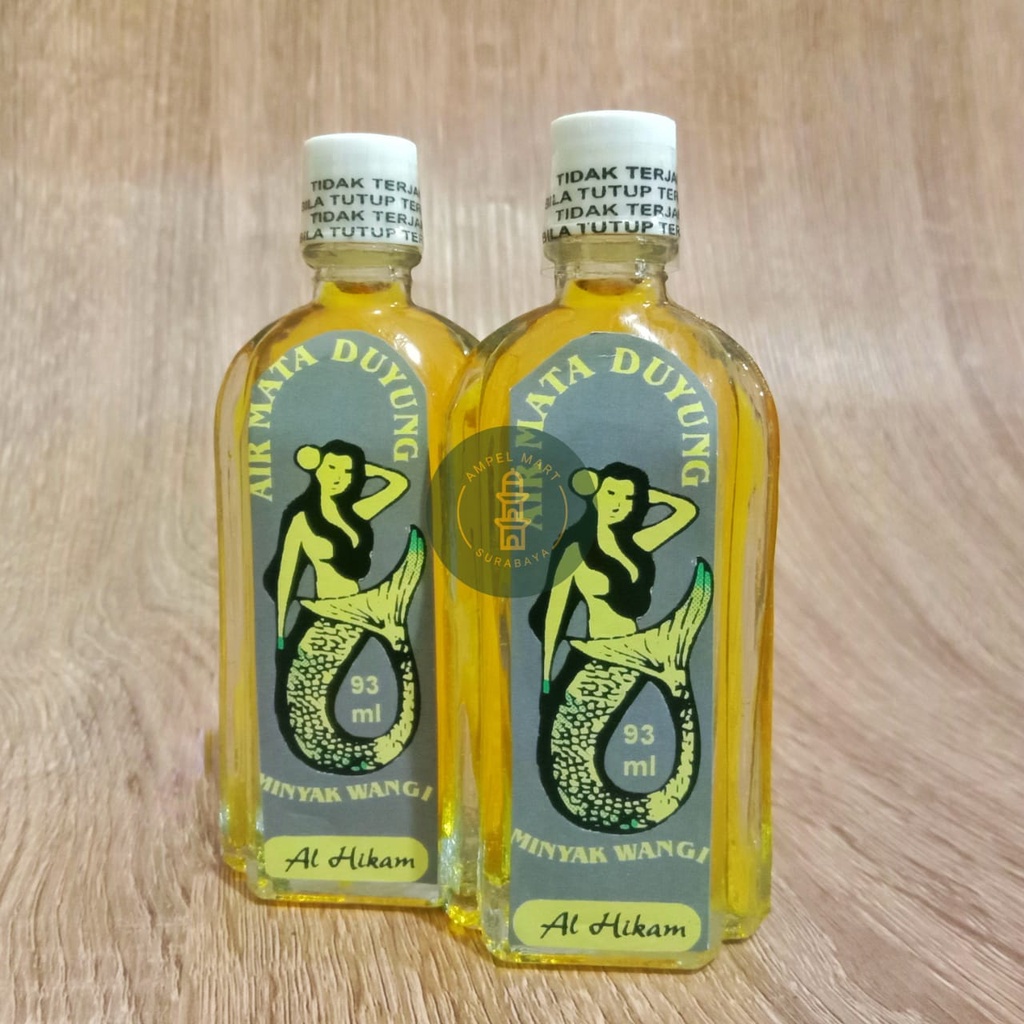 TIDAK TERJA
BILA TUTUP TER
TIDAK TERJA
BILA TUTUP TER
AIR MATA DUYUNG
93
ml
MINYAK WANGI
Al Hikam
TIDAK TERJA
BILA TUTUP TER
TIDAK TERJA
BILA TUTUP TER
AIR MATA DUYUNG
93
ml
MINYAK WANGI
Al Hikam
AMPEL MART
SURABAYA